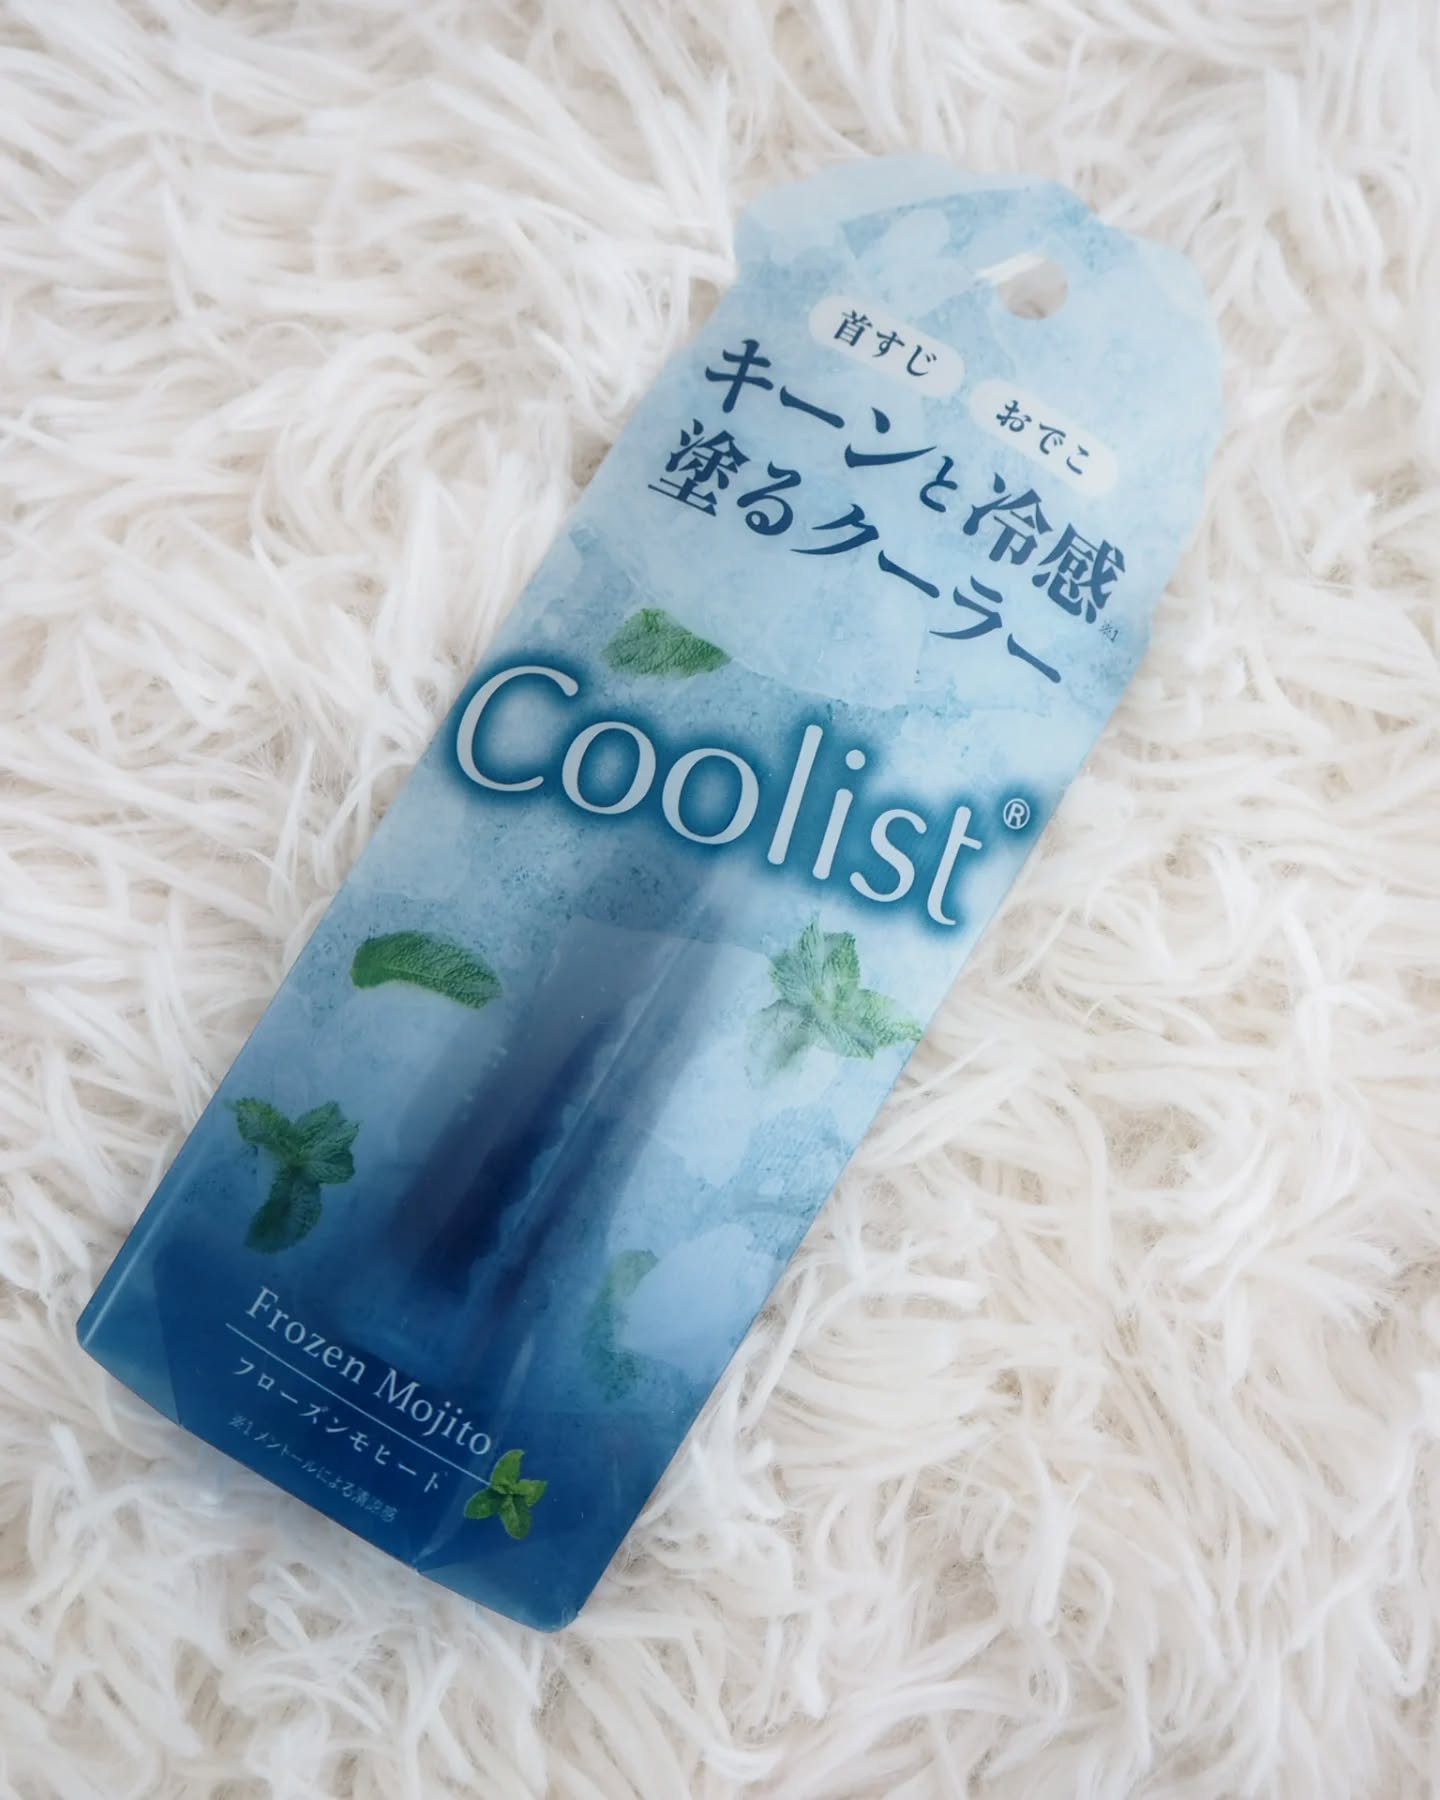 首すじ
おでこ
キーンと冷感※1
塗るクーラー
Coolist®
Frozen Mojito
フローズンモヒート
※1 メントールによる清涼感